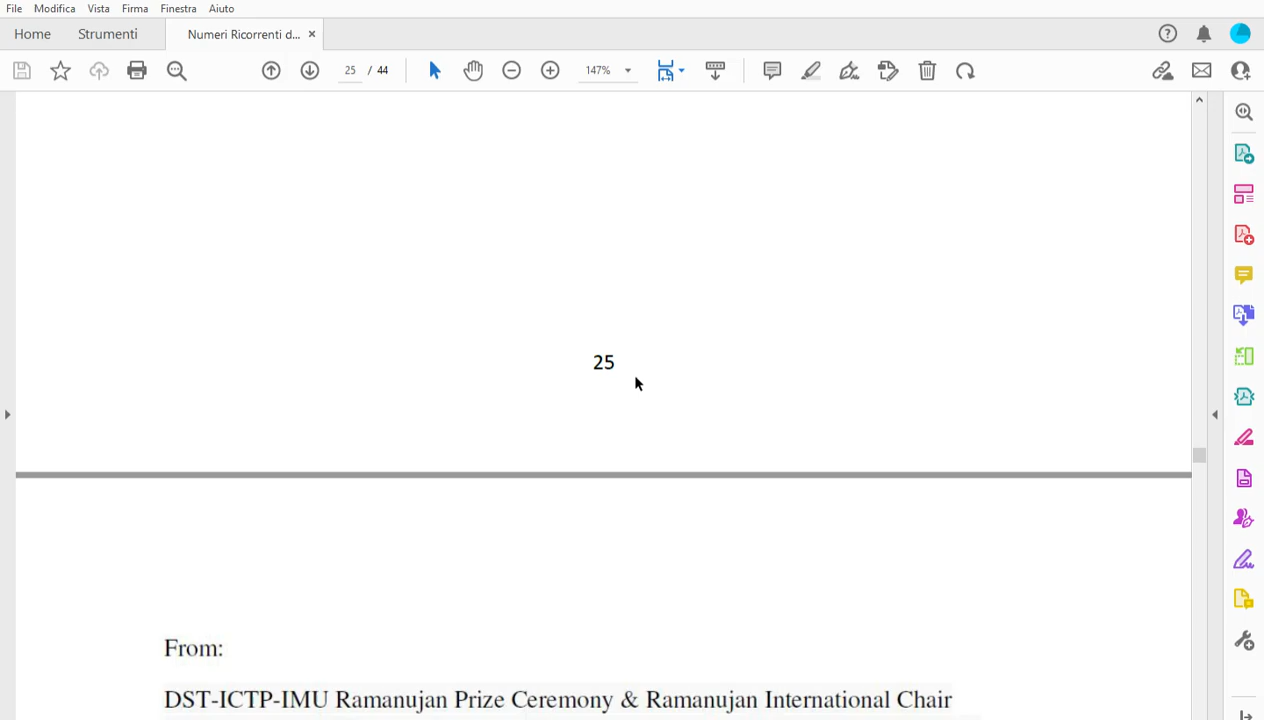 File Modifica Vista Firma Finestra Aiuto
Home Strumenti Numeri Ricorrenti d... ×
25 / 44 147%
25
From:
DST-ICTP-IMU Ramanujan Prize Ceremony & Ramanujan International Chair